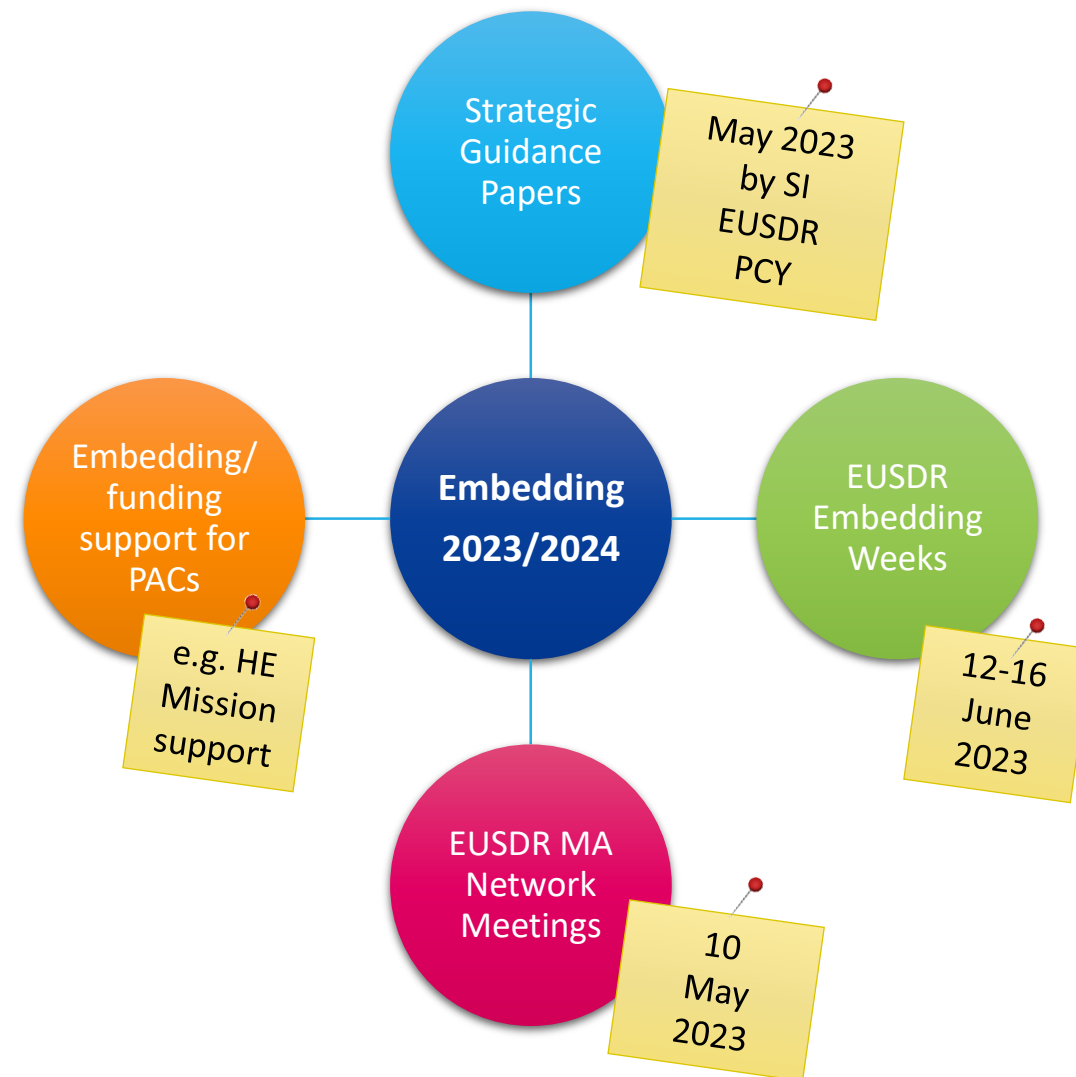 Strategic
Guidance
Papers
May 2023
by SI
EUSDR
PCY
Embedding/
funding
support for
PACs
e.g. HE
Mission
support
Embedding
2023/2024
EUSDR
Embedding
Weeks
12-16
June
2023
EUSDR MA
Network
Meetings
10
May
2023